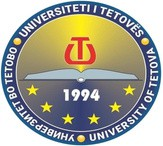 UNIVERSITETI I TETOVËS
УНИВЕРЗИТЕТ ВО ТЕТОВО
UNIVERSITY OF TETOVA
1994